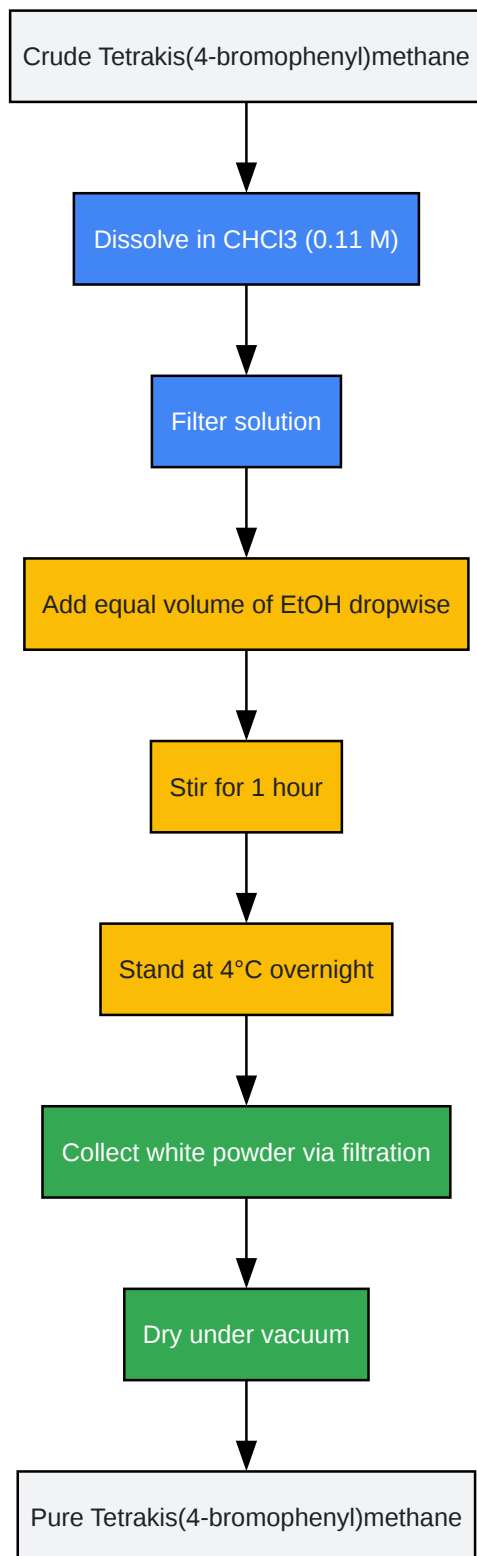 Crude Tetrakis(4-bromophenyl)methane
Dissolve in CHCl3 (0.11 M)
Filter solution
Add equal volume of EtOH dropwise
Stir for 1 hour
Stand at 4°C overnight
Collect white powder via filtration
Dry under vacuum
Pure Tetrakis(4-bromophenyl)methane